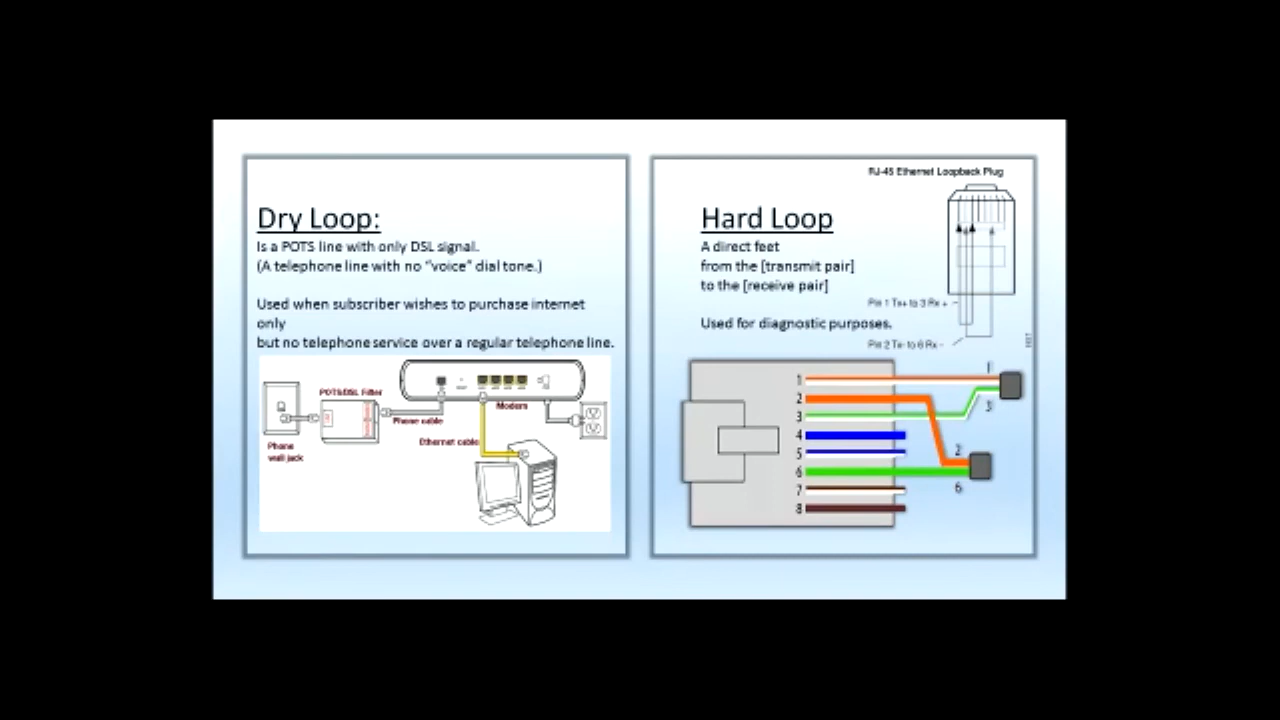 Dry Loop:
Is a POTS line with only DSL signal.
(A telephone line with no “voice” dial tone.)
Used when subscriber wishes to purchase internet
only
but no telephone service over a regular telephone line.
POTS/DSL Filter
Phone cable
Modem
Ethernet cable
Phone
wall jack
RJ-45 Ethernet Loopback Plug
Hard Loop
A direct feet
from the [transmit pair]
to the [receive pair]
Pin 1 Tx+ to 3 Rx +
Used for diagnostic purposes.
Pin 2 Tx- to 6 Rx -
1
2
3
4
5
6
7
8
1
3
2
6